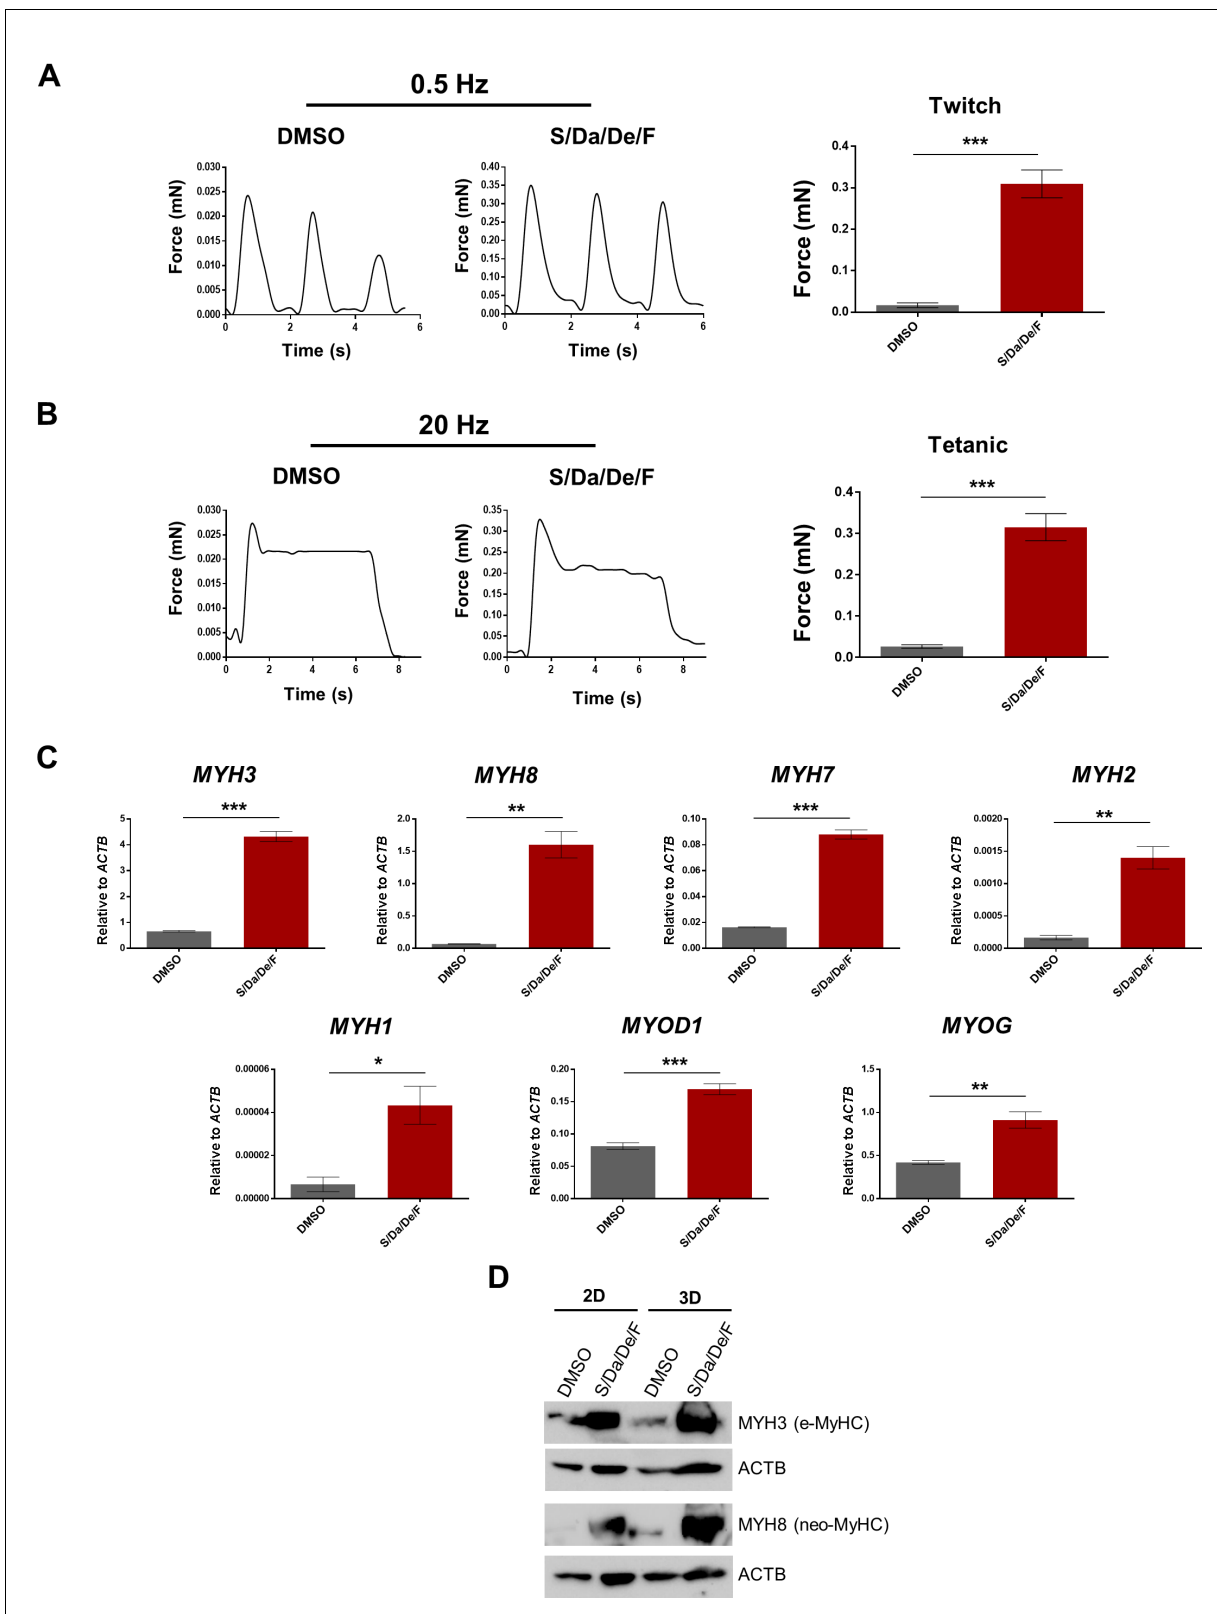 A
0.5 Hz
DMSO
S/Da/De/F
Twitch
Force (mN)
0.030
0.025
0.020
0.015
0.010
0.005
0.000
0 2 4 6
Time (s)
Force (mN)
0.40
0.35
0.30
0.25
0.20
0.15
0.10
0.05
0.00
0 2 4 6
Time (s)
Force (mN)
0.4
0.3
0.2
0.1
0.0
***
DMSO
S/Da/De/F
B
20 Hz
DMSO
S/Da/De/F
Tetanic
Force (mN)
0.030
0.025
0.020
0.015
0.010
0.005
0.000
0 2 4 6 8
Time (s)
Force (mN)
0.35
0.30
0.25
0.20
0.15
0.10
0.05
0.00
0 2 4 6 8
Time (s)
Force (mN)
0.4
0.3
0.2
0.1
0.0
***
DMSO
S/Da/De/F
C
MYH3
***
Relative to ACTB
5
4
3
2
1
0
DMSO
S/Da/De/F
MYH8
**
Relative to ACTB
2.0
1.5
1.0
0.5
0.0
DMSO
S/Da/De/F
MYH7
***
Relative to ACTB
0.10
0.08
0.06
0.04
0.02
0.00
DMSO
S/Da/De/F
MYH2
**
Relative to ACTB
0.0020
0.0015
0.0010
0.0005
0.0000
DMSO
S/Da/De/F
MYH1
*
Relative to ACTB
0.00006
0.00004
0.00002
0.00000
DMSO
S/Da/De/F
MYOD1
***
Relative to ACTB
0.20
0.15
0.10
0.05
0.00
DMSO
S/Da/De/F
MYOG
**
Relative to ACTB
1.5
1.0
0.5
0.0
DMSO
S/Da/De/F
D
2D 3D
DMSO
S/Da/De/F
DMSO
S/Da/De/F
MYH3 (e-MyHC)
ACTB
MYH8 (neo-MyHC)
ACTB